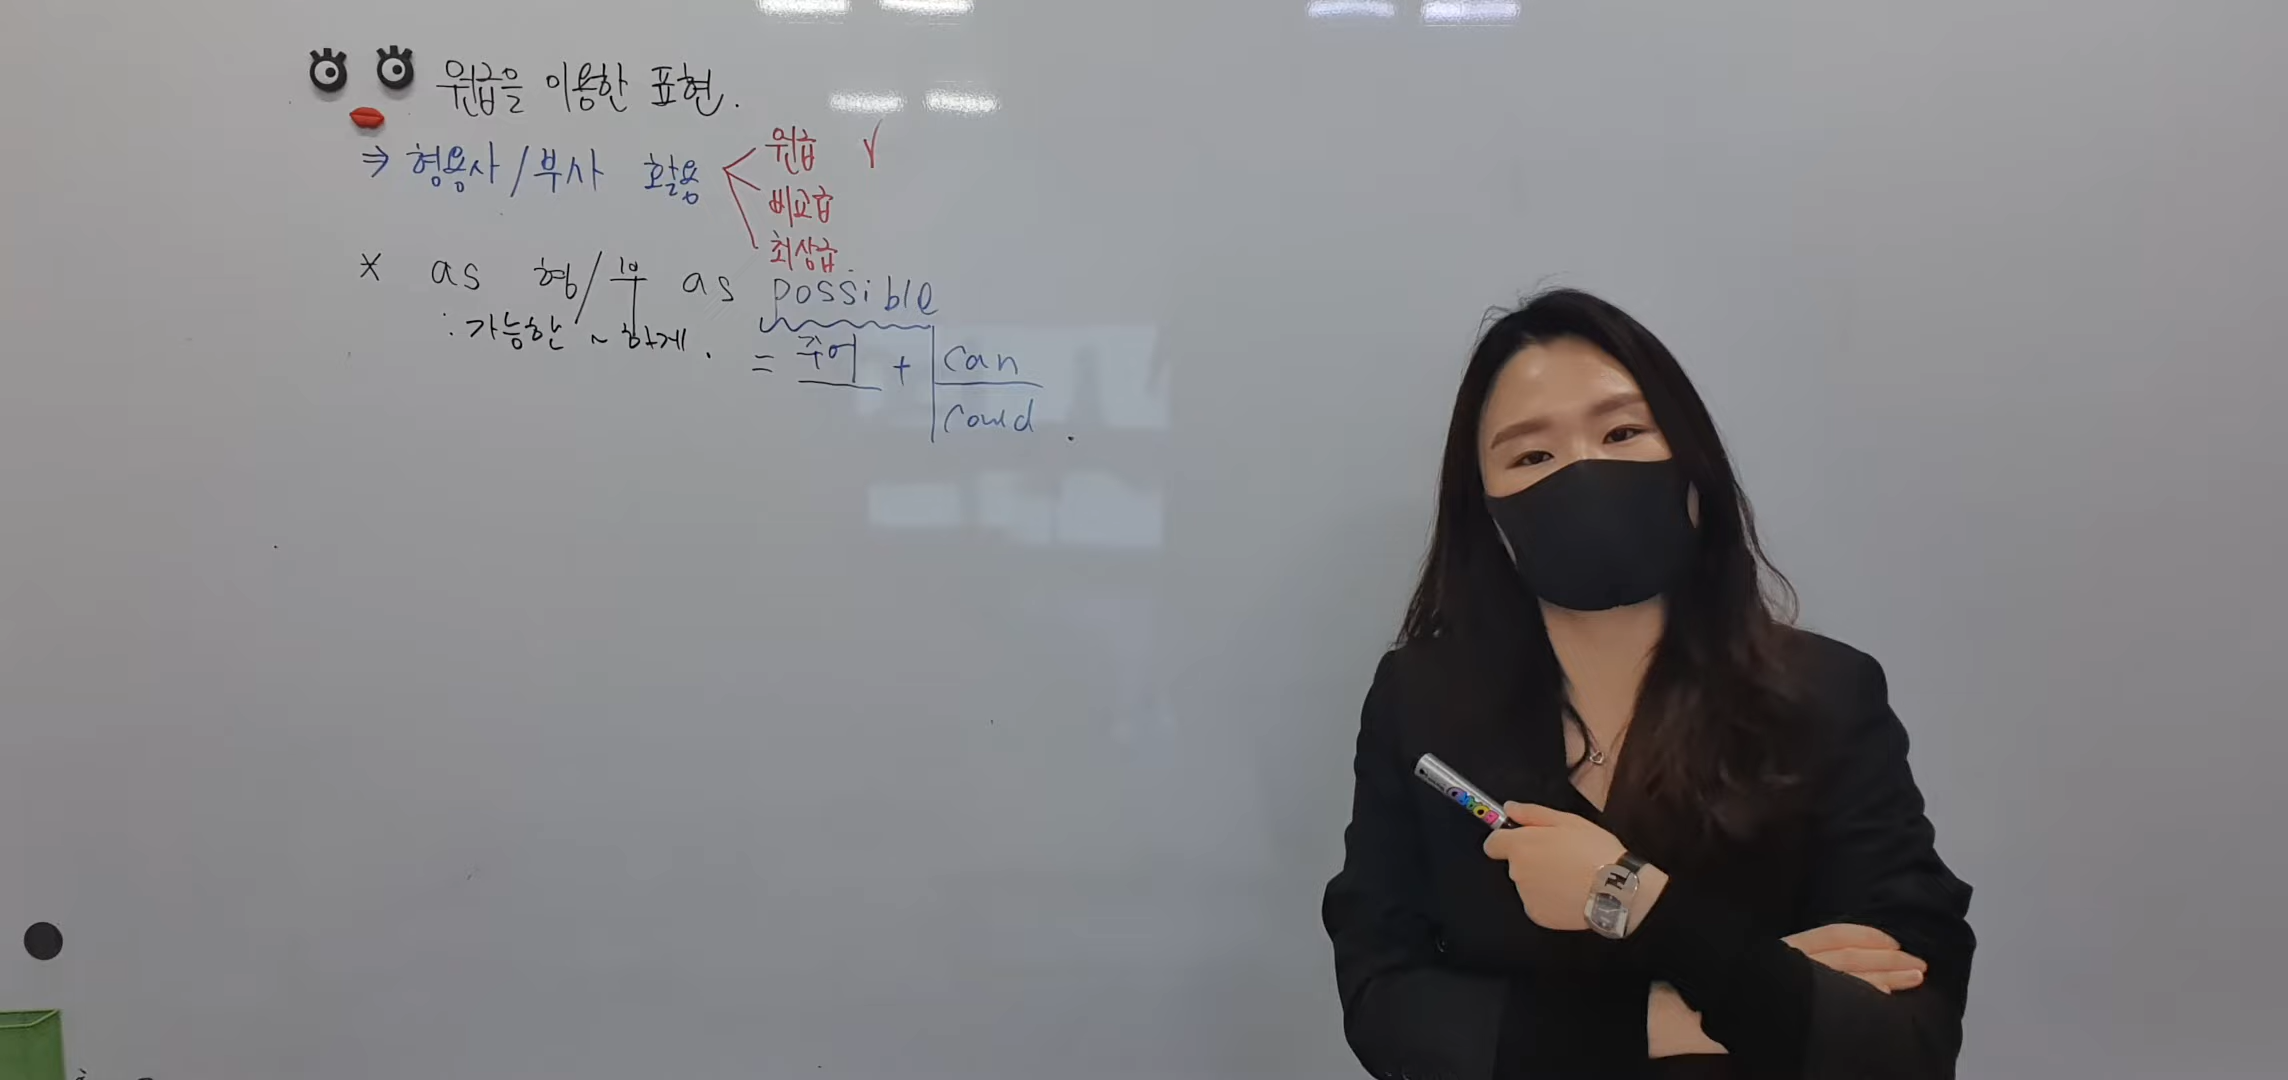 원급을 이용한 표현.
⇒ 형용사/부사 활용
원급 √
비교급
최상급
* as 형/부 as possible
: 가능한 ~하게.
= 주어 + can
could.
BOARD